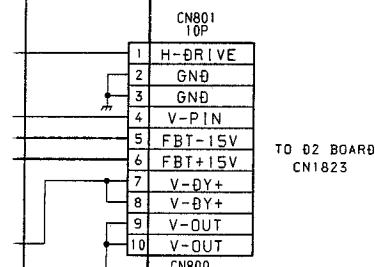 CN801
10P
1 H-DRIVE
2 GND
3 GND
4 V-PIN
5 FBT-15V
6 FBT+15V
7 V-DY+
8 V-DY+
9 V-OUT
10 V-OUT
TO D2 BOARD
CN1823
CN800